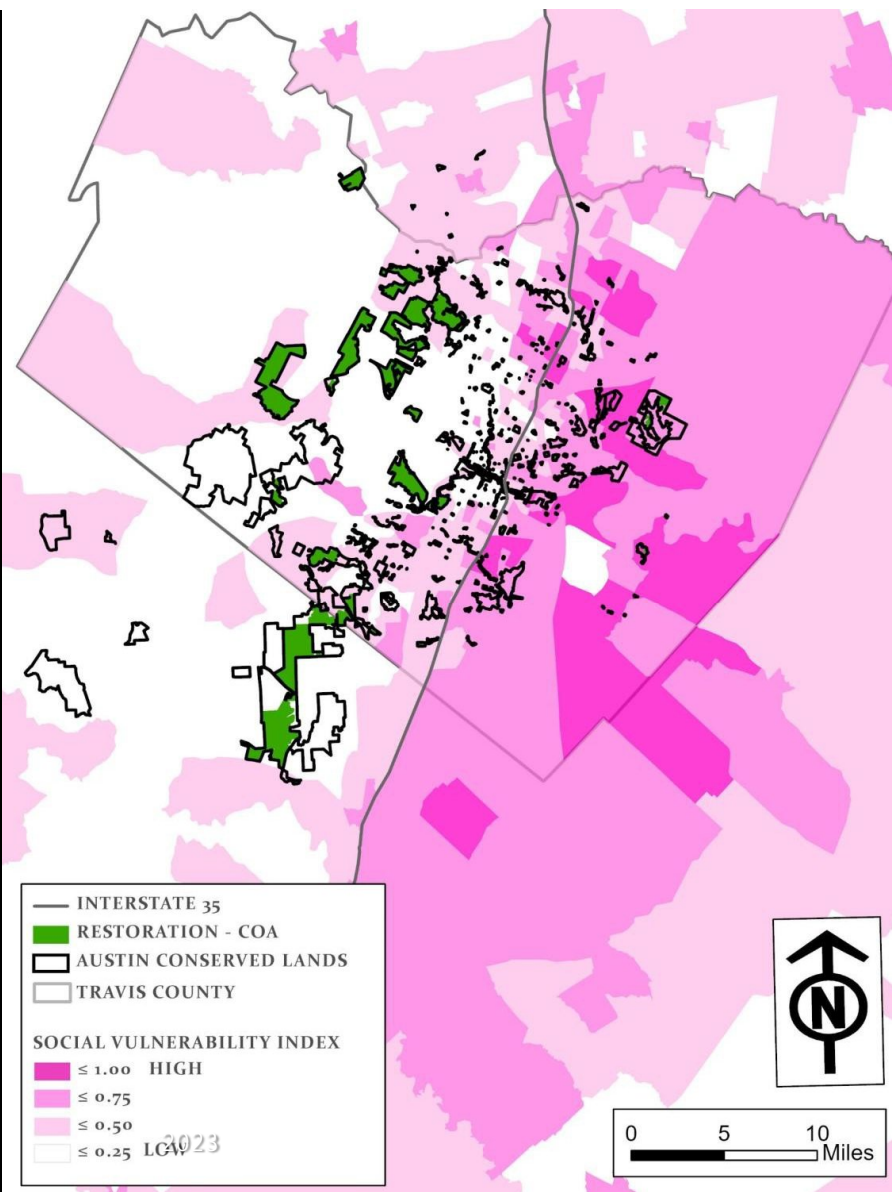 INTERSTATE 35
RESTORATION - COA
AUSTIN CONSERVED LANDS
TRAVIS COUNTY
SOCIAL VULNERABILITY INDEX
≤ 1.00 HIGH
≤ 0.75
≤ 0.50
≤ 0.25 LOW
2023
N
0 5 10
Miles